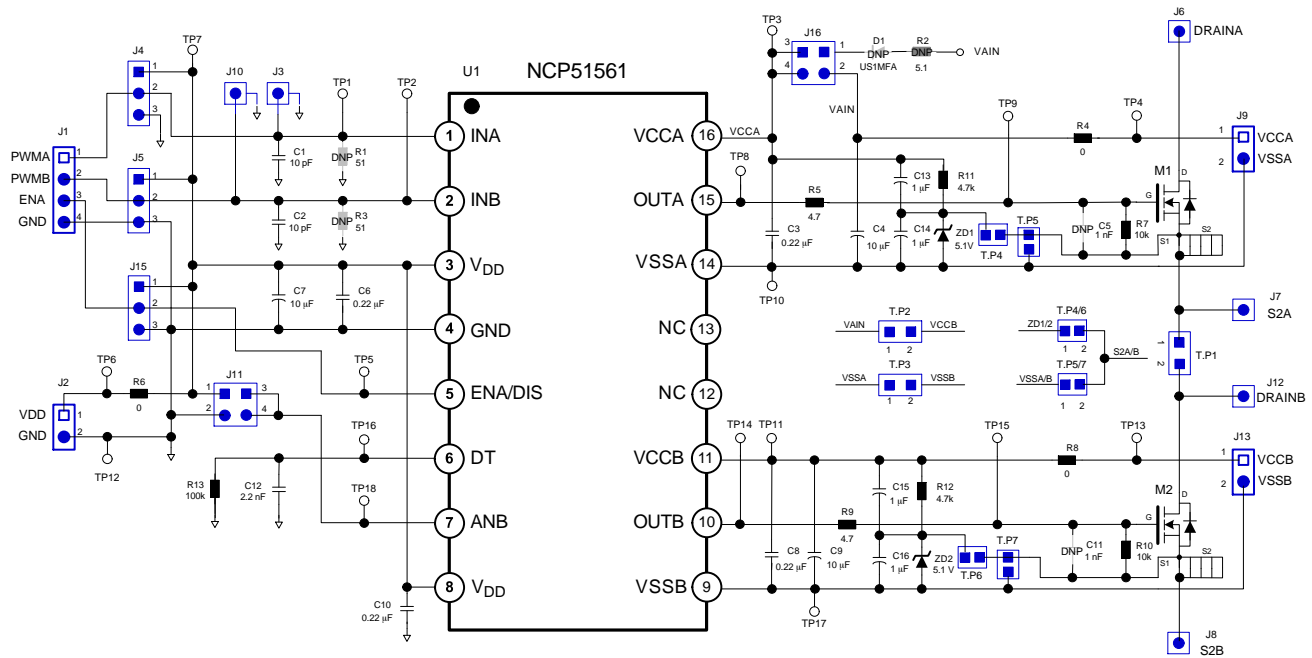 J6
DRAINA
TP3
J16
3
1
4
2
D1
DNP
US1MFA
R2
DNP
5.1
VAIN
VAIN
J4
1
2
3
TP7
J10
J3
TP1
TP2
U1
NCP51561
J1
PWMA
PWMB
ENA
GND
1
2
3
4
J5
1
2
3
C1
10 pF
DNP
R1
51
C2
10 pF
DNP
R3
51
J15
1
2
3
C7
10 µF
C6
0.22 µF
TP6
TP5
J2
VDD
GND
1
2
R6
0
J11
1
3
2
4
TP12
TP16
R13
100k
C12
2.2 nF
TP18
C10
0.22 µF
1
INA
2
INB
3
VDD
4
GND
5
ENA/DIS
6
DT
7
ANB
8
VDD
VCCA
16
VCCA
OUTA
15
VSSA
14
NC
13
NC
12
VCCB
11
OUTB
10
VSSB
9
TP8
TP9
R4
0
TP4
J9
1
VCCA
2
VSSA
R5
4.7
C13
1 µF
R11
4.7k
C3
0.22 µF
C4
10 µF
C14
1 µF
ZD1
5.1V
T.P4
T.P5
DNP
C5
1 nF
R7
10k
M1
D
G
S1
S2
TP10
J7
S2A
VAIN
T.P2
VCCB
1
2
ZD1/2
T.P4/6
1
2
S2A/B
VSSA
T.P3
VSSB
1
2
VSSA/B
T.P5/7
1
2
1
2
T.P1
J12
DRAINB
TP14
TP11
TP15
R8
0
TP13
J13
1
VCCB
2
VSSB
R9
4.7
C15
1 µF
R12
4.7k
C8
0.22 µF
C9
10 µF
C16
1 µF
ZD2
5.1 V
T.P6
T.P7
DNP
C11
1 nF
R10
10k
M2
D
G
S1
S2
TP17
J8
S2B